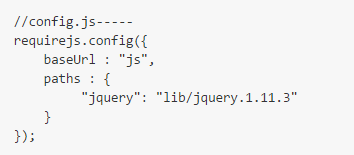 //config.js-----
requirejs.config({
    baseUrl : "js",
    paths : {
         "jquery": "lib/jquery.1.11.3"
    }
});